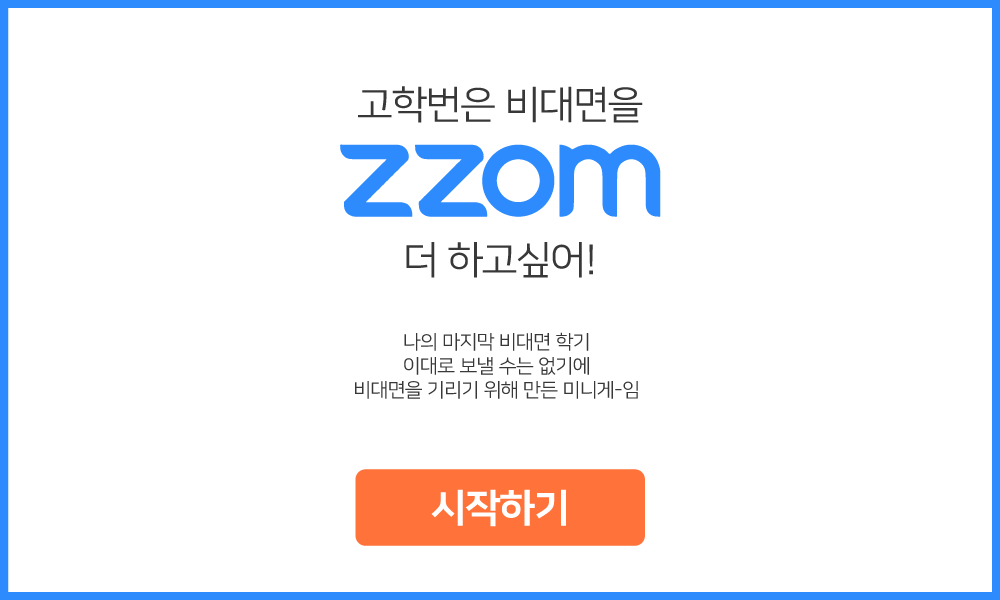 고학번은 비대면을
zzom
더 하고싶어!
나의 마지막 비대면 학기
이대로 보낼 수는 없기에
비대면을 기리기 위해 만든 미니게-임
시작하기